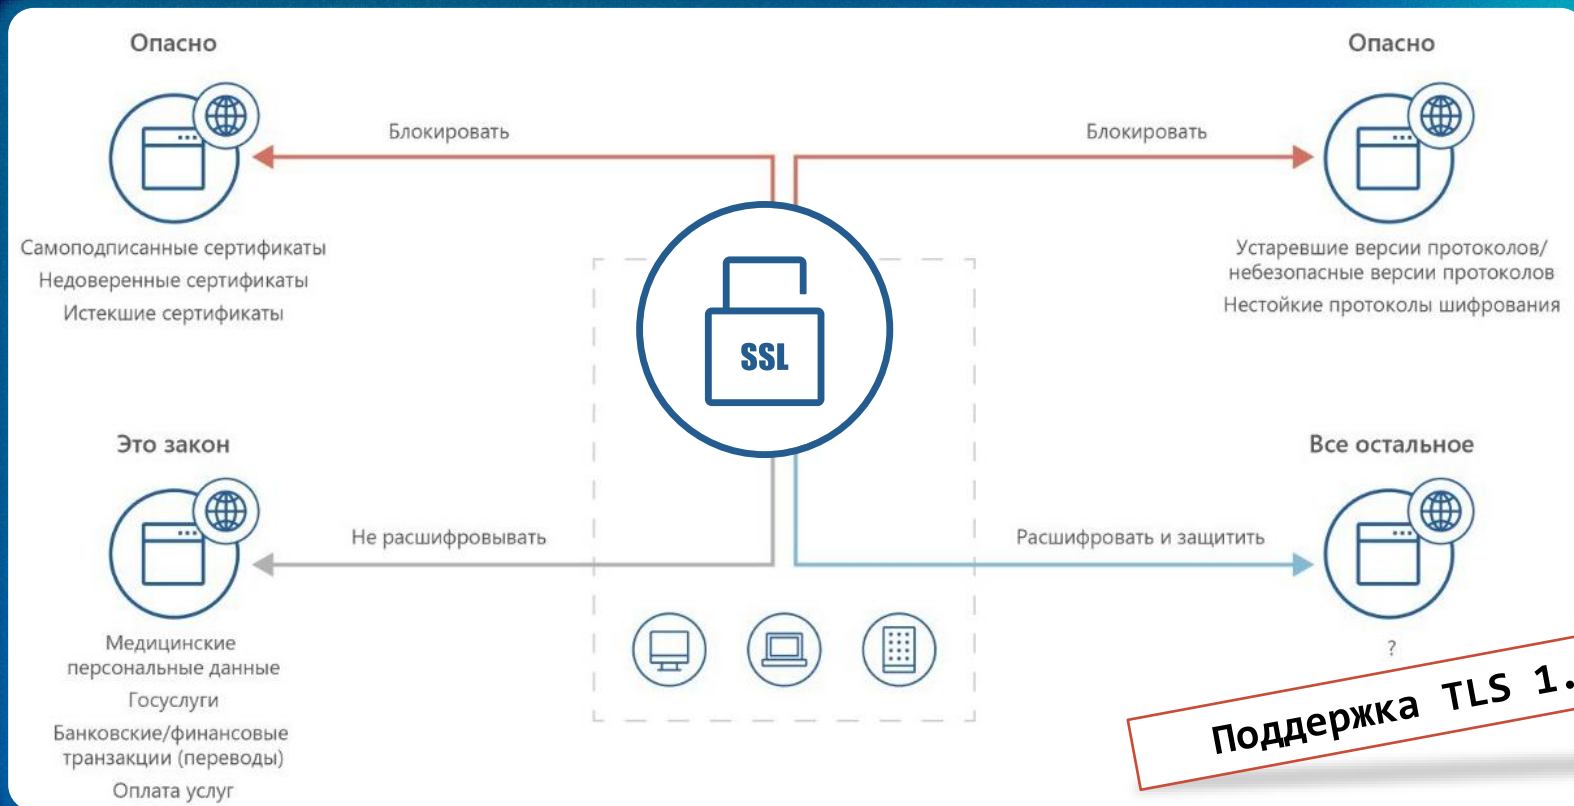 Опасно
Блокировать
Самоподписанные сертификаты
Недоверенные сертификаты
Истекшие сертификаты
Опасно
Блокировать
Устаревшие версии протоколов/
небезопасные версии протоколов
Нестойкие протоколы шифрования
SSL
Это закон
Не расшифровывать
Медицинские
персональные данные
Госуслуги
Банковские/финансовые
транзакции (переводы)
Оплата услуг
Все остальное
Расшифровать и защитить
?
Поддержка TLS 1.